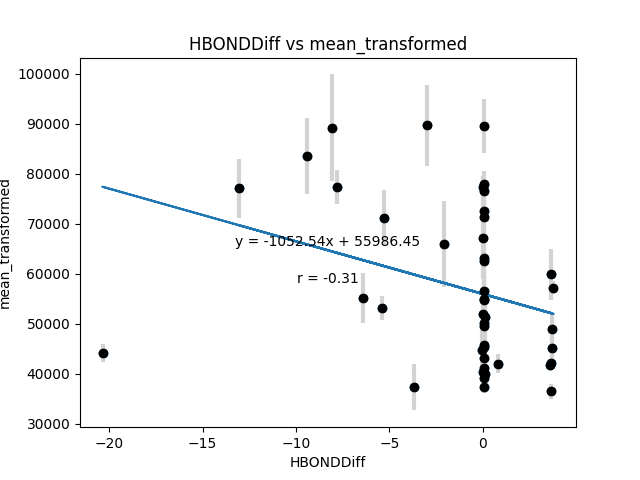 HBONDDiff vs mean_transformed
mean_transformed
100000
90000
80000
70000
60000
50000
40000
30000
y = -1052.54x + 55986.45
r = -0.31
−20
−15
−10
−5
0
HBONDDiff